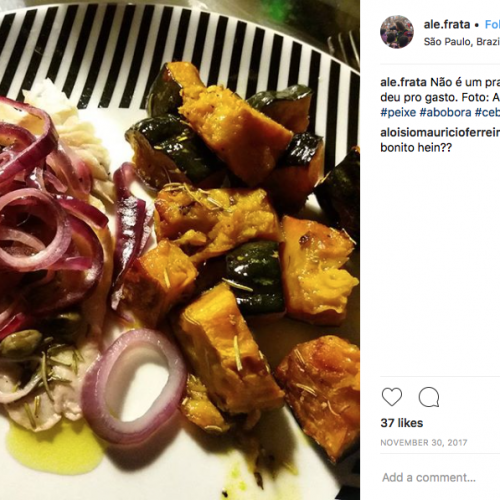 ale.frata •
São Paulo, Brazi
ale.frata Não é um pra
deu pro gasto. Foto: A
#peixe #abobora #ceb
aloisiomauricioferreir
bonito hein??
37 likes
NOVEMBER 30, 2017
Add a comment...